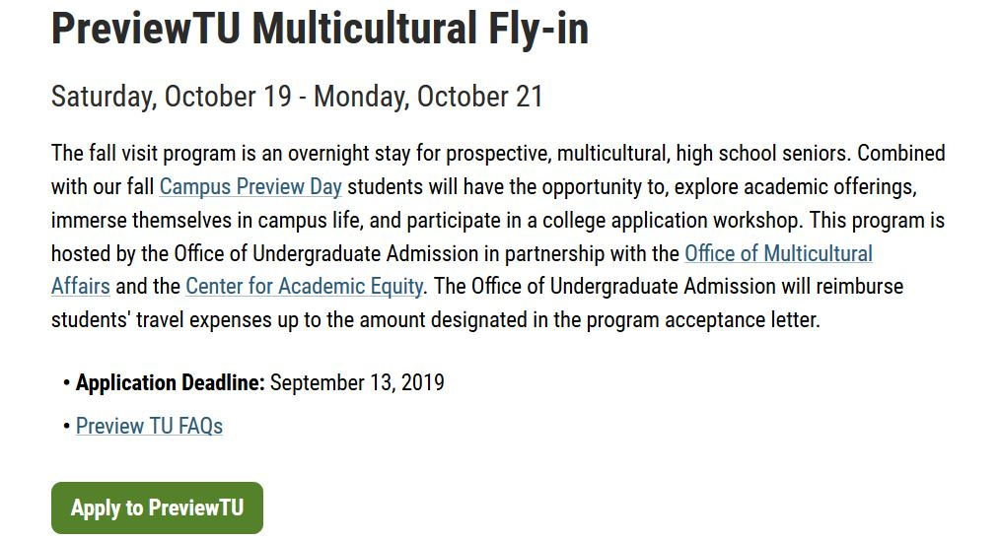 PreviewTU Multicultural Fly-in
Saturday, October 19 - Monday, October 21
The fall visit program is an overnight stay for prospective, multicultural, high school seniors. Combined
with our fall Campus Preview Day students will have the opportunity to, explore academic offerings,
immerse themselves in campus life, and participate in a college application workshop. This program is
hosted by the Office of Undergraduate Admission in partnership with the Office of Multicultural
Affairs and the Center for Academic Equity. The Office of Undergraduate Admission will reimburse
students' travel expenses up to the amount designated in the program acceptance letter.
• Application Deadline: September 13, 2019
• Preview TU FAQs
Apply to PreviewTU